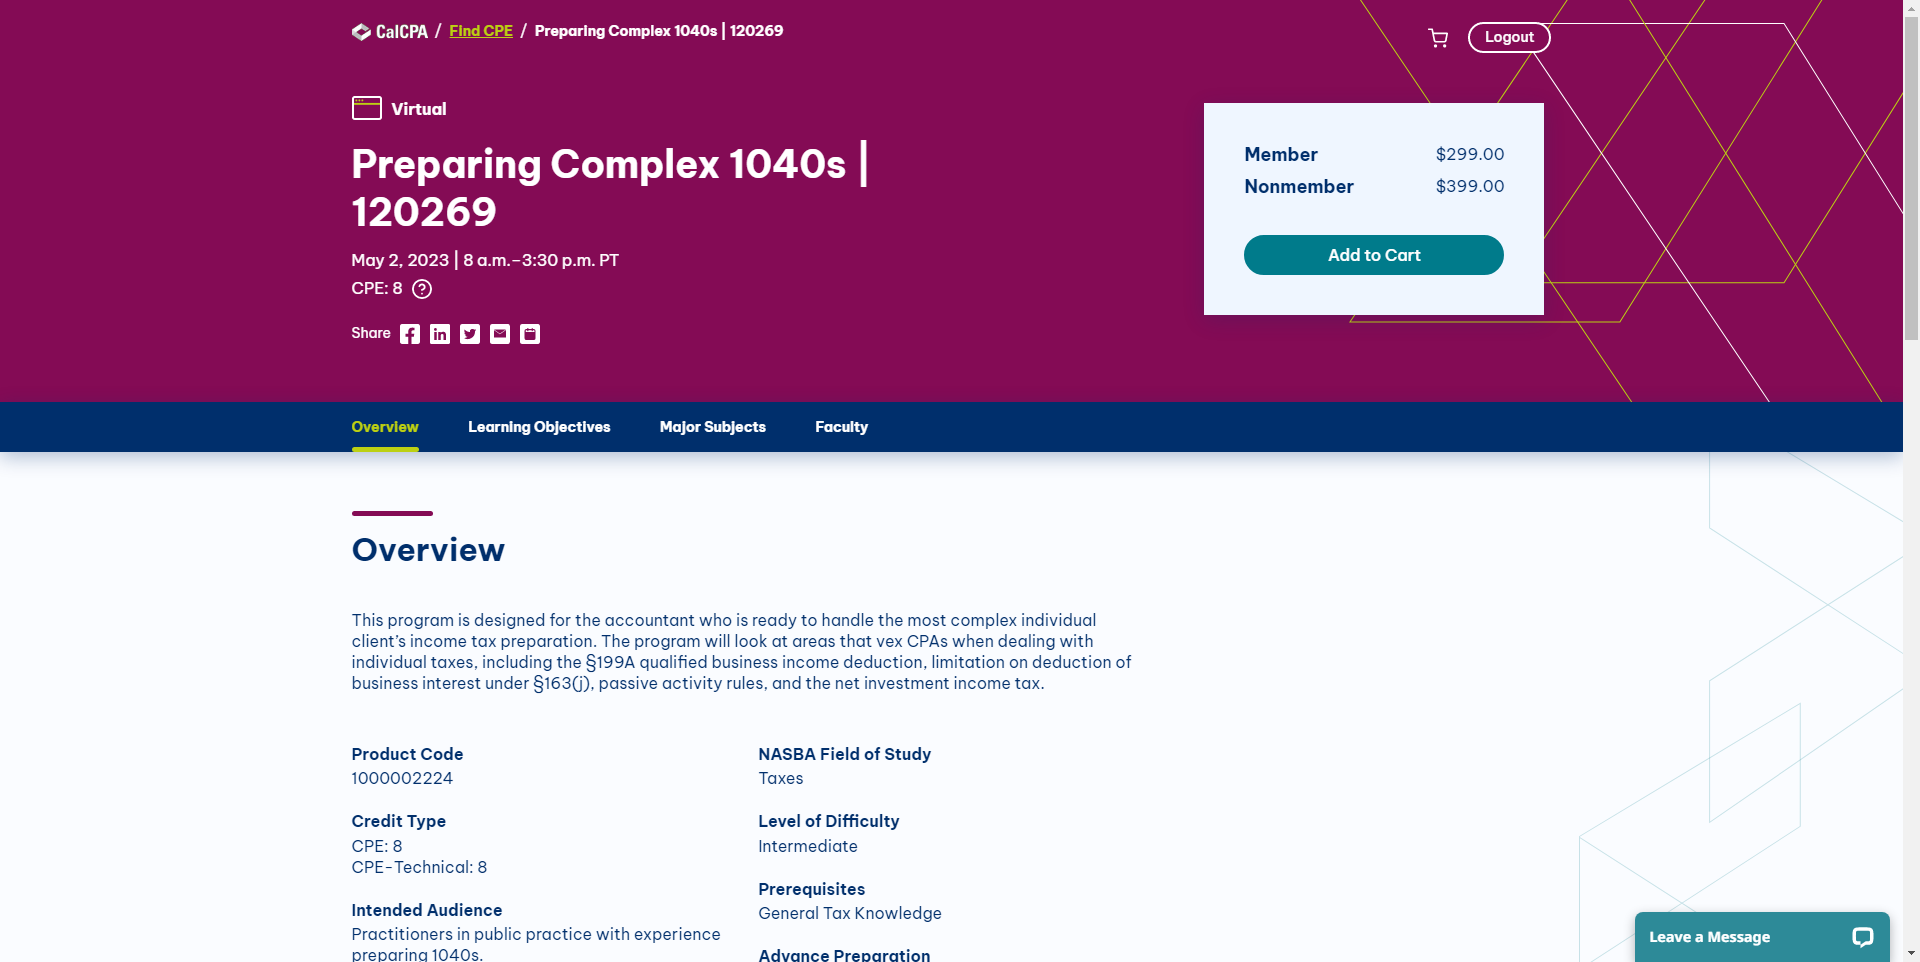 CalCPA / Find CPE / Preparing Complex 1040s | 120269
Logout
Virtual
Preparing Complex 1040s |
120269
May 2, 2023 | 8 a.m.–3:30 p.m. PT
CPE: 8 ?
Share
Member $299.00
Nonmember $399.00
Add to Cart
Overview Learning Objectives Major Subjects Faculty
Overview
This program is designed for the accountant who is ready to handle the most complex individual
client’s income tax preparation. The program will look at areas that vex CPAs when dealing with
individual taxes, including the §199A qualified business income deduction, limitation on deduction of
business interest under §163(j), passive activity rules, and the net investment income tax.
Product Code
1000002224
Credit Type
CPE: 8
CPE-Technical: 8
Intended Audience
Practitioners in public practice with experience
preparing 1040s.
NASBA Field of Study
Taxes
Level of Difficulty
Intermediate
Prerequisites
General Tax Knowledge
Advance Preparation
Leave a Message